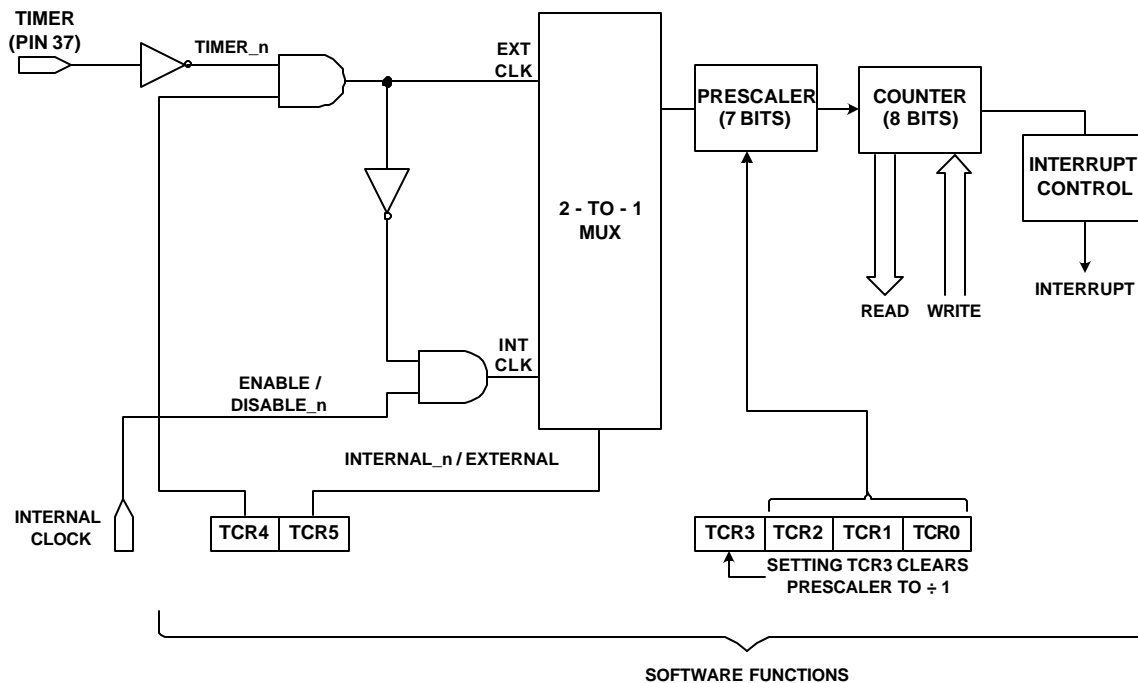 TIMER
(PIN 37)
TIMER_n
EXT
CLK
2 - TO - 1
MUX
PRESCALER
(7 BITS)
COUNTER
(8 BITS)
INTERRUPT
CONTROL
READ
WRITE
INTERRUPT
INT
CLK
ENABLE /
DISABLE_n
INTERNAL_n / EXTERNAL
INTERNAL
CLOCK
TCR4
TCR5
TCR3
TCR2
TCR1
TCR0
SETTING TCR3 CLEARS
PRESCALER TO ÷ 1
SOFTWARE FUNCTIONS